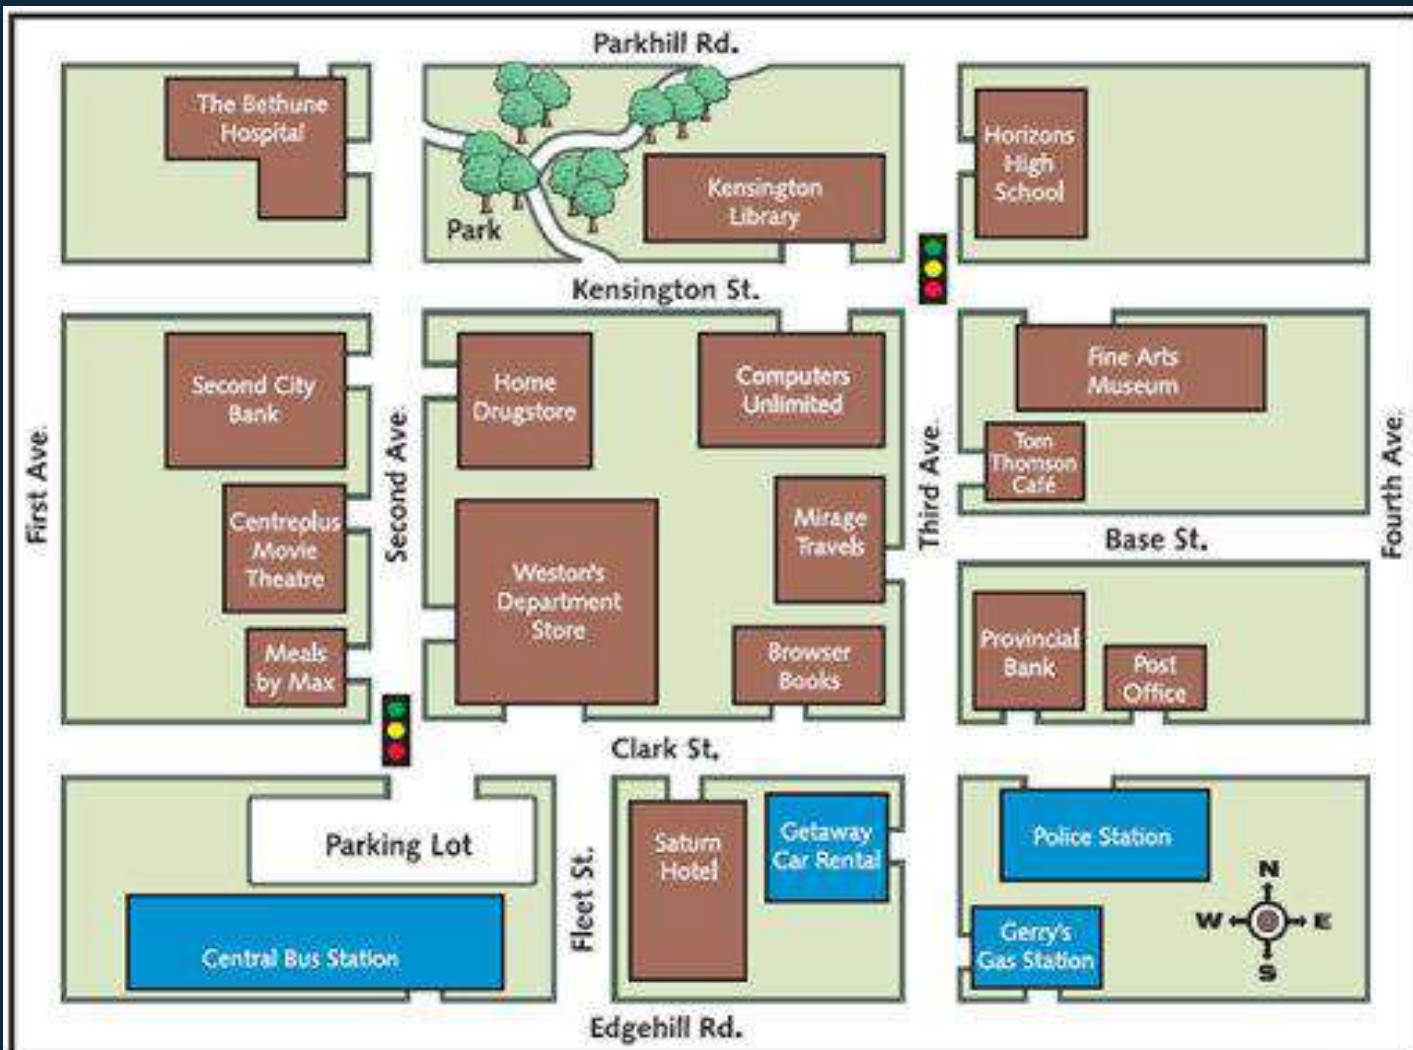 Parkhill Rd.
The Bethune
Hospital
Park
Kensington
Library
Horizons
High
School
Kensington St.
First Ave.
Second City
Bank
Second Ave.
Home
Drugstore
Computers
Unlimited
Third Ave.
Fine Arts
Museum
Tom
Thomson
Café
Fourth Ave.
Centreplus
Movie
Theatre
Weston's
Department
Store
Mirage
Travels
Base St.
Meals
by Max
Browser
Books
Provincial
Bank
Post
Office
Clark St.
Parking Lot
Fleet St.
Saturn
Hotel
Getaway
Car Rental
Police Station
Central Bus Station
Gerry's
Gas Station
N
W E
S
Edgehill Rd.